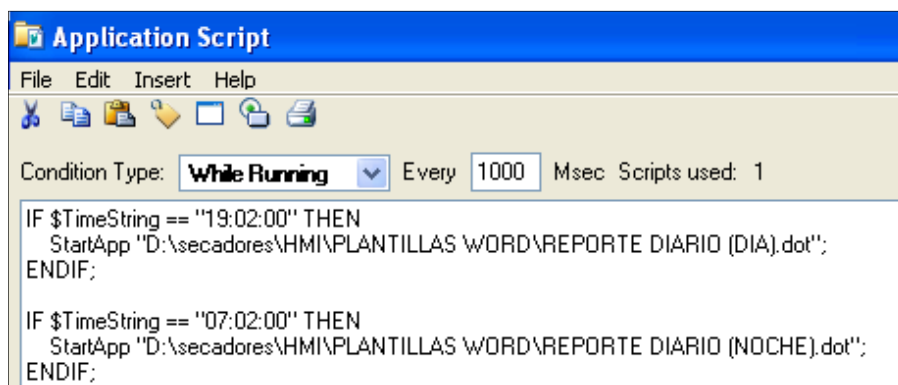 Application Script
File Edit Insert Help
Condition Type: While Running Every 1000 Msec Scripts used: 1
IF $TimeString == "19:02:00" THEN
StartApp "D:\secadores\HMI\PLANTILLAS WORD\REPORTE DIARIO (DIA).dot";
ENDIF;
IF $TimeString == "07:02:00" THEN
StartApp "D:\secadores\HMI\PLANTILLAS WORD\REPORTE DIARIO (NOCHE).dot";
ENDIF;